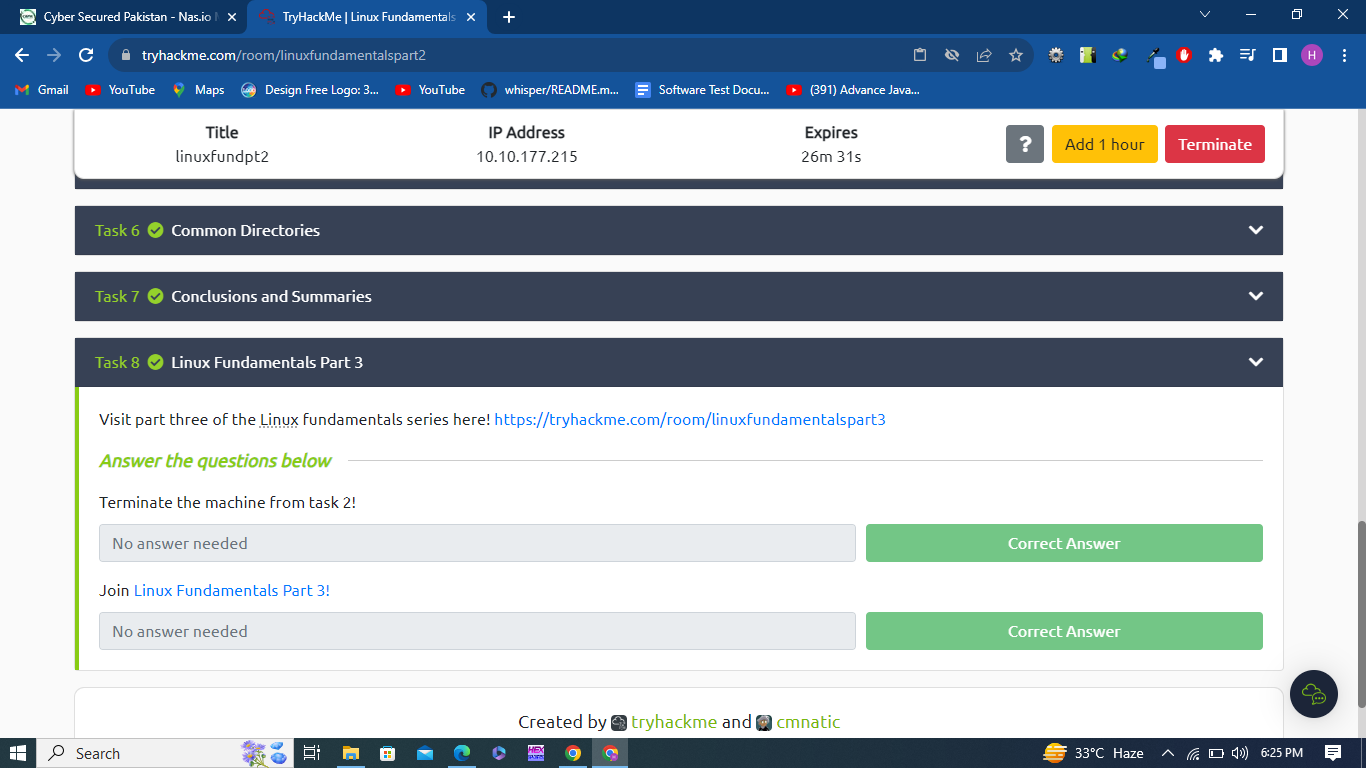 Cyber Secured Pakistan - Nas.io
TryHackMe | Linux Fundamentals
tryhackme.com/room/linuxfundamentalspart2
H
Gmail YouTube Maps Design Free Logo: 3... YouTube whisper/README.m... Software Test Docu... (391) Advance Java...
Title IP Address Expires
linuxfundpt2 10.10.177.215 26m 31s
? Add 1 hour Terminate
Task 6 Common Directories
Task 7 Conclusions and Summaries
Task 8 Linux Fundamentals Part 3
Visit part three of the Linux fundamentals series here! https://tryhackme.com/room/linuxfundamentalspart3
Answer the questions below
Terminate the machine from task 2!
No answer needed Correct Answer
Join Linux Fundamentals Part 3!
No answer needed Correct Answer
Created by tryhackme and cmnatic
Search 33°C Haze 6:25 PM